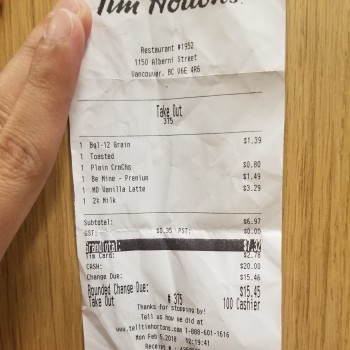 Tim Hortons.
Restaurant #1952
1150 Alberni Street
Vancouver, BC V6E 4R6
Take Out
375
1 Bgl-12 Grain $1.39
1 Toasted
1 Plain CrmChs $0.80
1 Be Mine - Premium $1.49
1 MD Vanilla Latte $3.29
1 2% Milk
Subtotal: $6.97
GST: $0.35 PST: $0.00
GrandTotal: $7.32
Tim Card: $2.78
CASH: $20.00
Change Due: $15.46
Rounded Change Due: $15.45
Take Out # 375 100 Cashier
Thanks for stopping by!
Tell us how we did at
www.telltimhortons.com 1-888-601-1616
Mon Feb 5,2018 12:19:41
Receipt # :